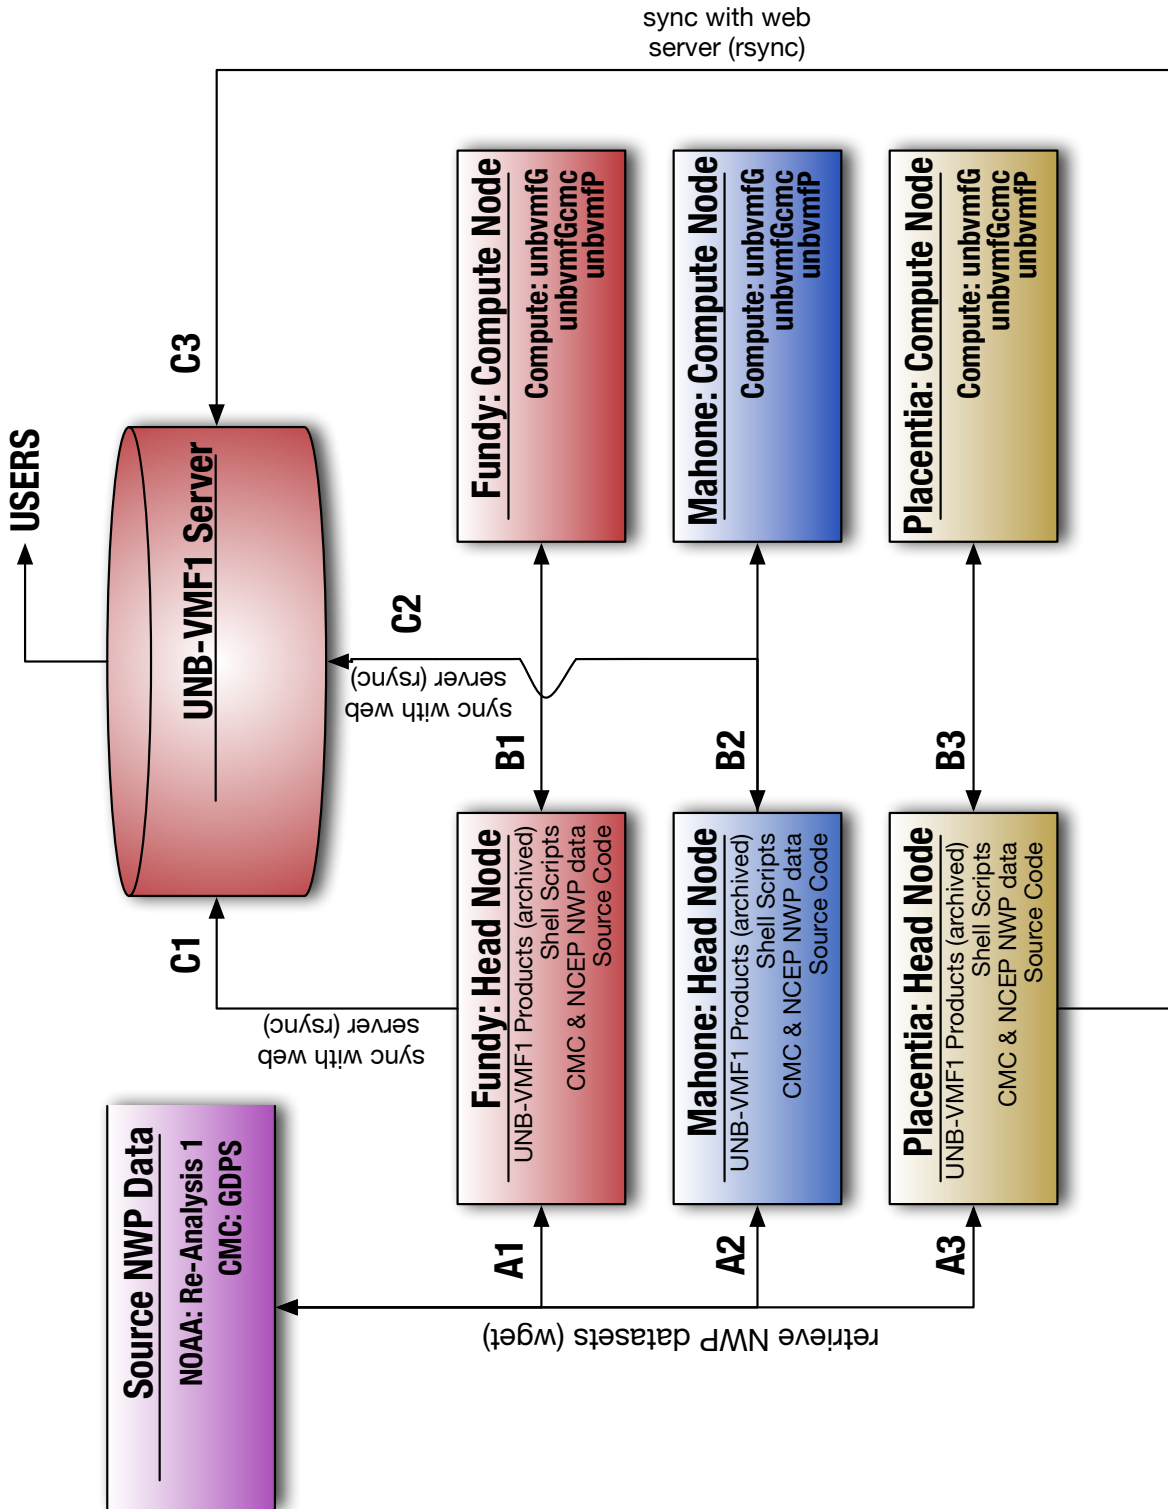 sync with web
server (rsync)
USERS
UNB-VMF1 Server
C1
C2
C3
sync with web
server (rsync)
sync with web
server (rsync)
Source NWP Data
NOAA: Re-Analysis 1
CMC: GDPS
retrieve NWP datasets (wget)
A1
A2
A3
Fundy: Head Node
UNB-VMF1 Products (archived)
Shell Scripts
CMC & NCEP NWP data
Source Code
B1
Fundy: Compute Node
Compute: unbvmfG
unbvmfGcmc
unbvmfP
Mahone: Head Node
UNB-VMF1 Products (archived)
Shell Scripts
CMC & NCEP NWP data
Source Code
B2
Mahone: Compute Node
Compute: unbvmfG
unbvmfGcmc
unbvmfP
Placentia: Head Node
UNB-VMF1 Products (archived)
Shell Scripts
CMC & NCEP NWP data
Source Code
B3
Placentia: Compute Node
Compute: unbvmfG
unbvmfGcmc
unbvmfP